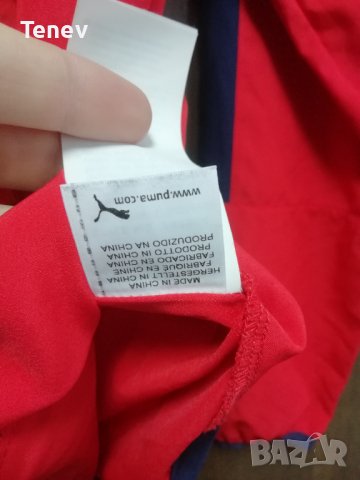 Tenev
MADE IN CHINA
HERGESTELLT IN CHINA
FABRIQUE EN CHINE
FABRICADO EN CHINA
PRODOTTO IN CHINA
PRODUZIDO NA CHINA
www.puma.com
BAZAR